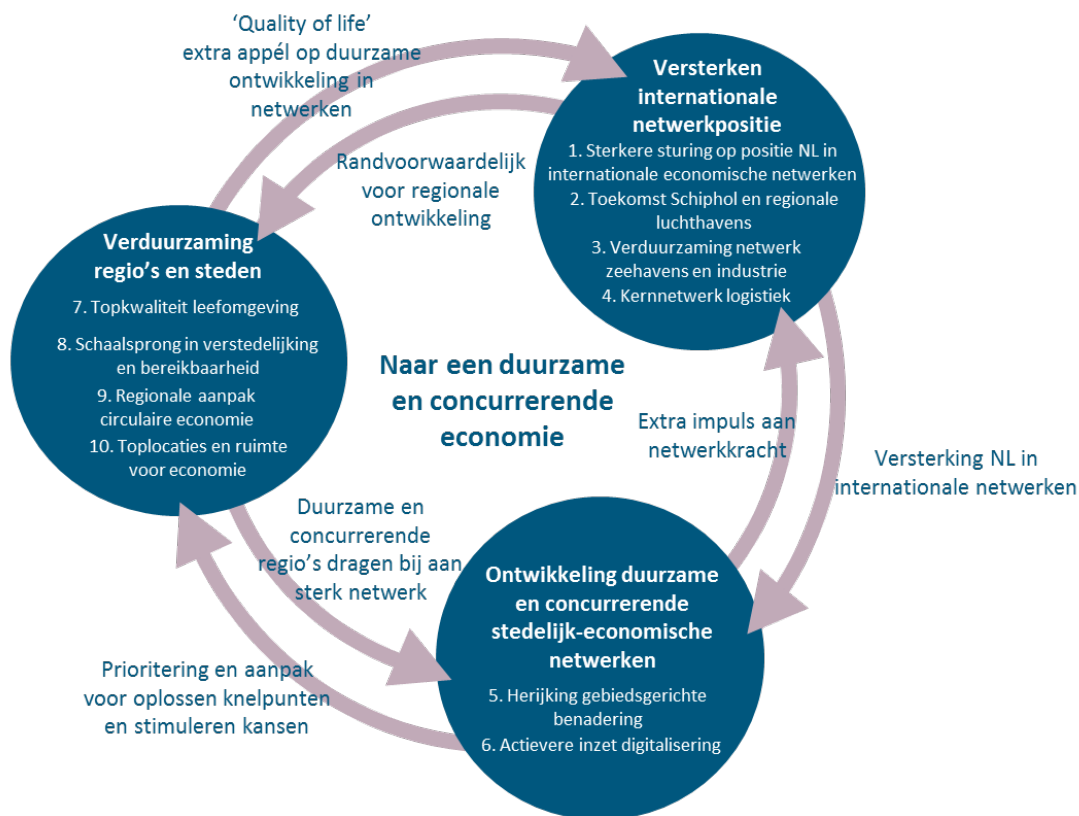 'Quality of life'
extra appél op duurzame
ontwikkeling in
netwerken
Randvoorwaardelijk
voor regionale
ontwikkeling
Versterken
internationale
netwerkpositie
1. Sterkere sturing op positie NL in
internationale economische netwerken
2. Toekomst Schiphol en regionale
luchthavens
3. Verduurzaming netwerk
zeehavens en industrie
4. Kernnetwerk logistiek
Verduurzaming
regio's en steden
7. Topkwaliteit leefomgeving
8. Schaalsprong in verstedelijking
en bereikbaarheid
9. Regionale aanpak
circulaire economie
10. Toplocaties en ruimte
voor economie
Naar een duurzame
en concurrerende
economie
Extra impuls aan
netwerkkracht
Versterking NL in
internationale netwerken
Duurzame en
concurrerende
regio's dragen bij aan
sterk netwerk
Ontwikkeling duurzame
en concurrerende
stedelijk-economische
netwerken
5. Herijking gebiedsgerichte
benadering
6. Actievere inzet digitalisering
Prioritering en aanpak
voor oplossen knelpunten
en stimuleren kansen